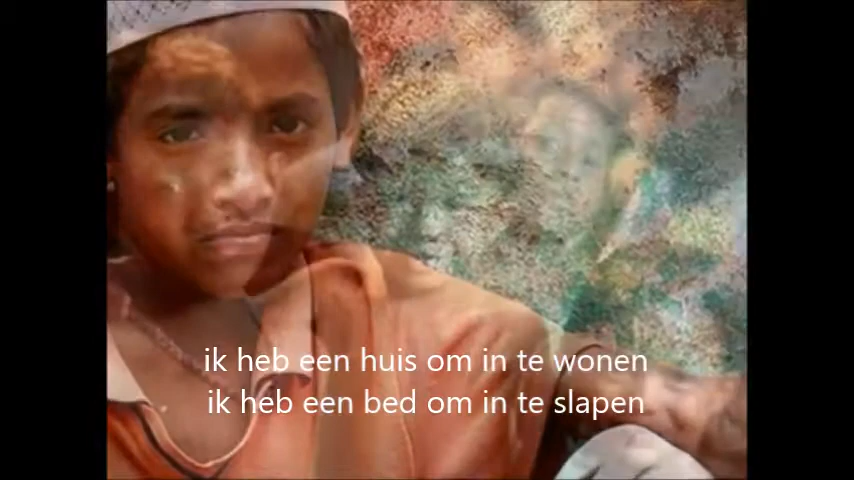 ik heb een huis om in te wonen
ik heb een bed om in te slapen